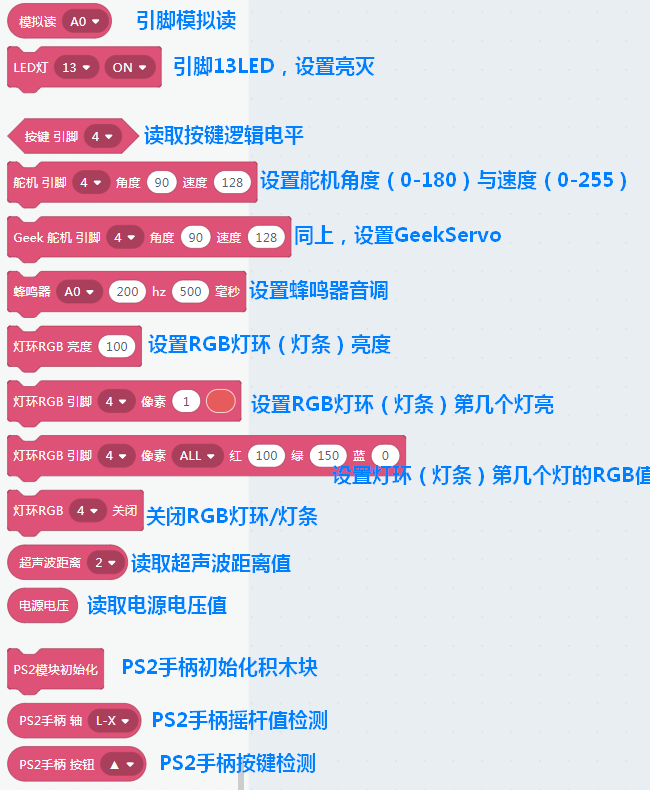 模拟读 A0 引脚模拟读
LED灯 13 ON 引脚13LED，设置亮灭
按键 引脚 4 读取按键逻辑电平
舵机 引脚 4 角度 90 速度 128 设置舵机角度（0-180）与速度（0-255）
Geek 舵机 引脚 4 角度 90 速度 128 同上，设置GeekServo
蜂鸣器 A0 200 hz 500 毫秒 设置蜂鸣器音调
灯环RGB 亮度 100 设置RGB灯环（灯条）亮度
灯环RGB 引脚 4 像素 1 设置RGB灯环（灯条）第几个灯亮
灯环RGB 引脚 4 像素 ALL 红 100 绿 150 蓝 0
设置灯环（灯条）第几个灯的RGB值
灯环RGB 4 关闭 关闭RGB灯环/灯条
超声波距离 2 读取超声波距离值
电源电压 读取电源电压值
PS2模块初始化 PS2手柄初始化积木块
PS2手柄 轴 L-X PS2手柄摇杆值检测
PS2手柄 按钮 ▲ PS2手柄按键检测